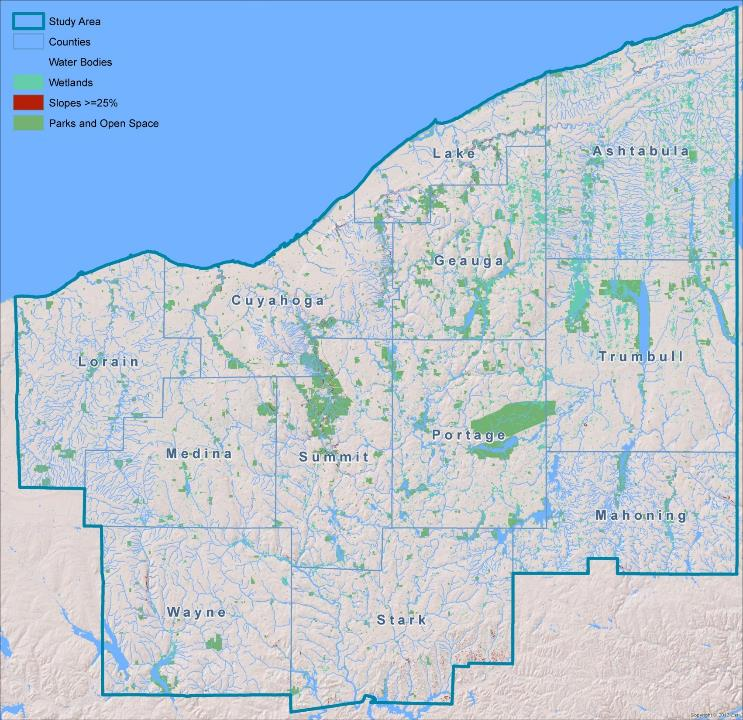 Study Area
Counties
Water Bodies
Wetlands
Slopes >=25%
Parks and Open Space
Lake
Ashtabula
Geauga
Cuyahoga
Lorain
Trumbull
Portage
Medina
Summit
Mahoning
Wayne
Stark